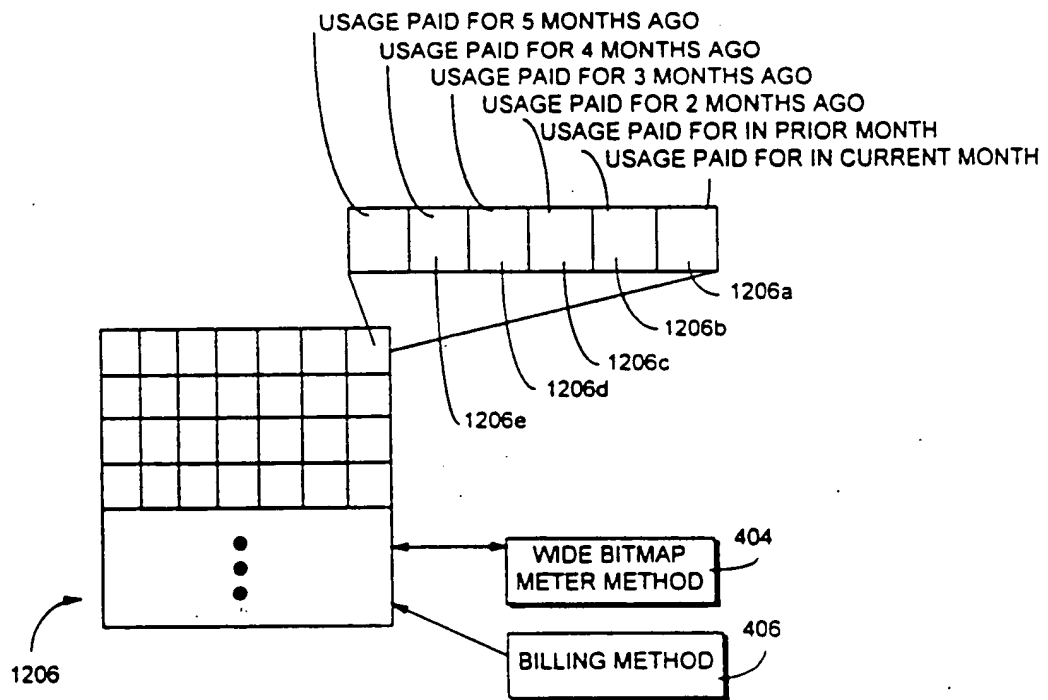 USAGE PAID FOR 5 MONTHS AGO
USAGE PAID FOR 4 MONTHS AGO
USAGE PAID FOR 3 MONTHS AGO
USAGE PAID FOR 2 MONTHS AGO
USAGE PAID FOR IN PRIOR MONTH
USAGE PAID FOR IN CURRENT MONTH
1206a
1206b
1206c
1206d
1206e
404
WIDE BITMAP
METER METHOD
406
BILLING METHOD
1206